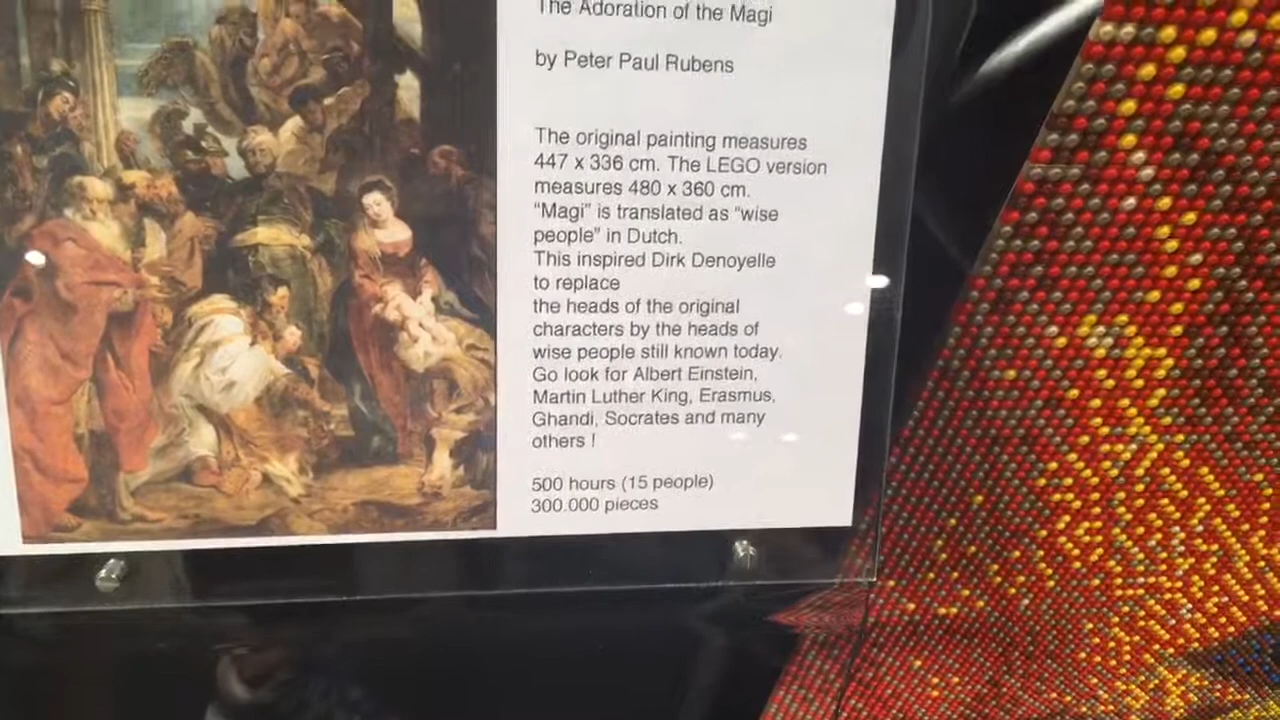 The Adoration of the Magi
by Peter Paul Rubens
The original painting measures
447 x 336 cm. The LEGO version
measures 480 x 360 cm.
“Magi” is translated as “wise
people” in Dutch.
This inspired Dirk Denoyelle
to replace
the heads of the original
characters by the heads of
wise people still known today.
Go look for Albert Einstein,
Martin Luther King, Erasmus,
Ghandi, Socrates and many
others !
500 hours (15 people)
300.000 pieces